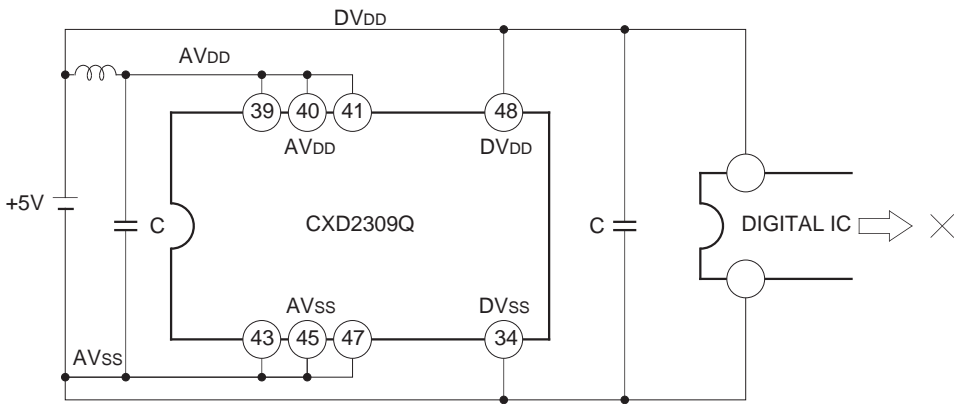 DVDD
AVDD
39 40 41 48
AVDD DVDD
+5V C CXD2309Q C DIGITAL IC
AVSS DVSS
43 45 47 34
AVSS